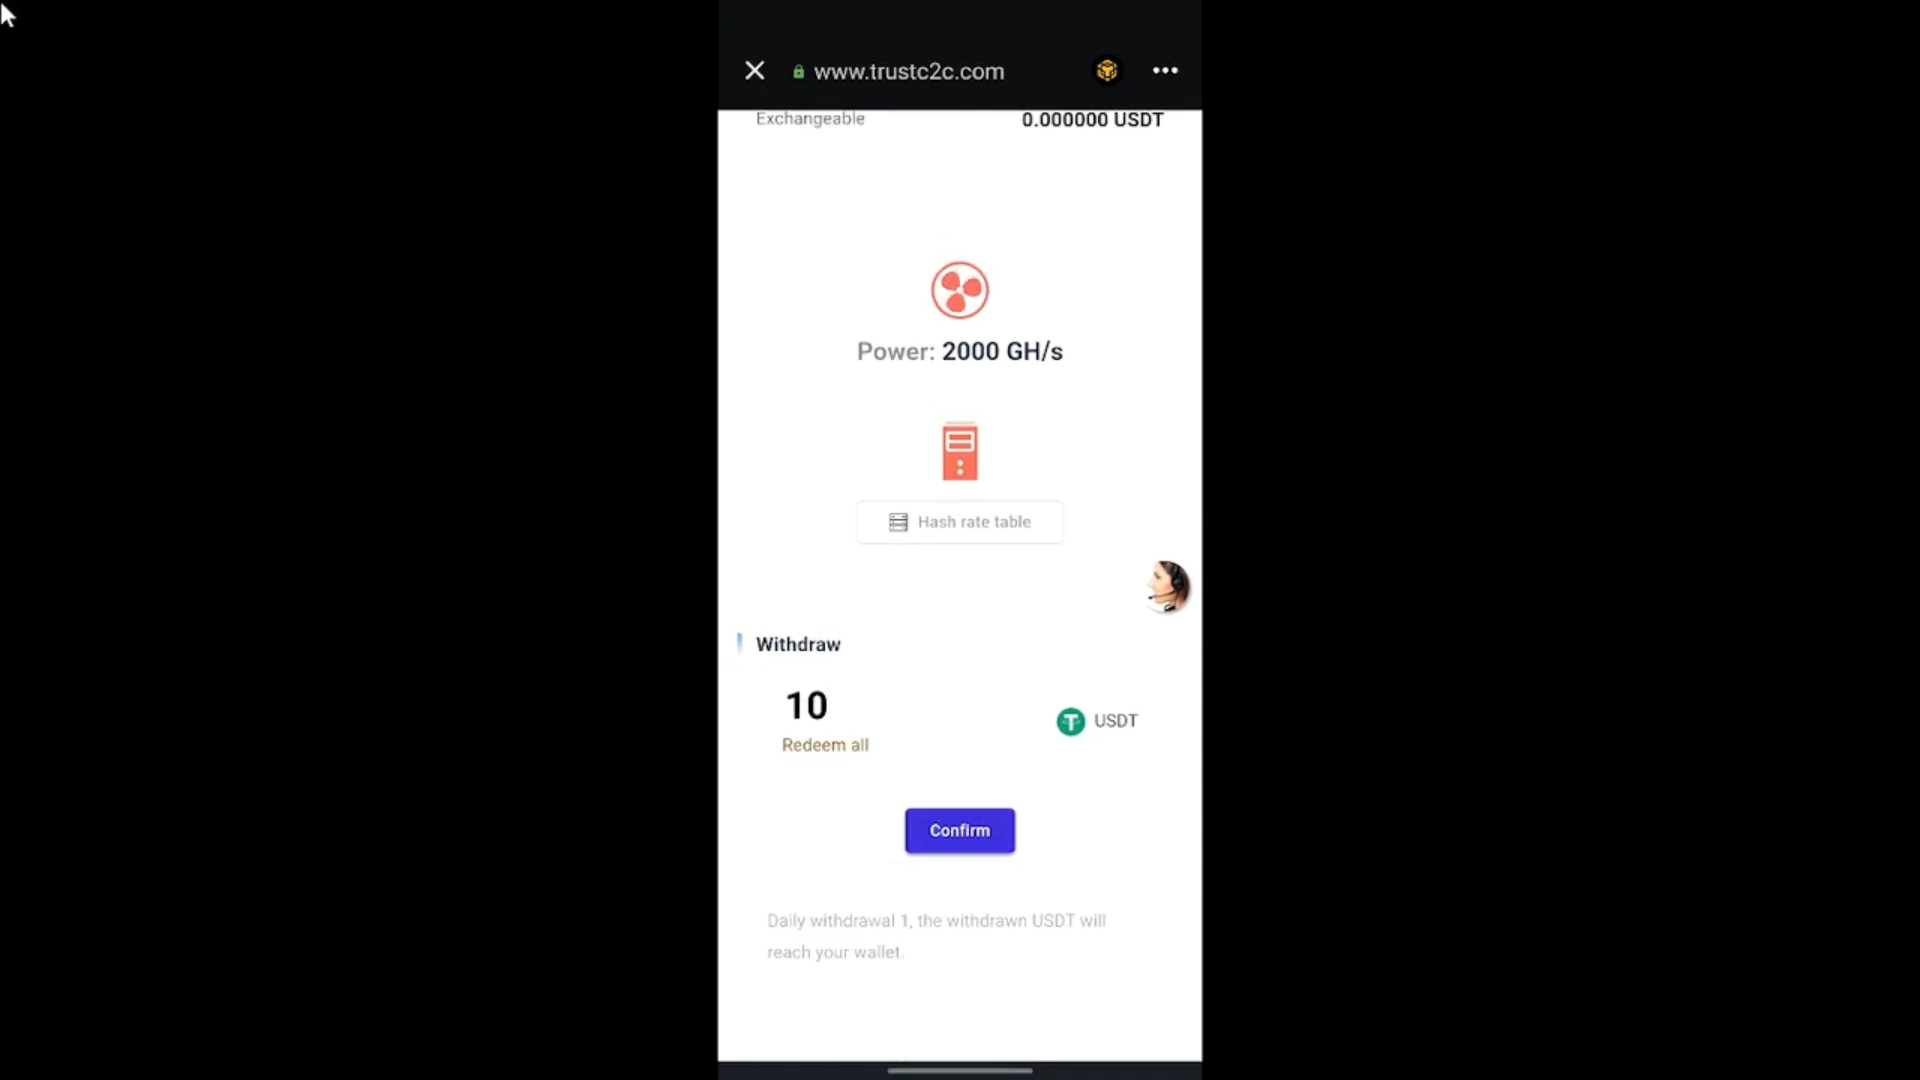 www.trustc2c.com
Exchangeable 0.000000 USDT
Power: 2000 GH/s
Hash rate table
Withdraw
10
USDT
Redeem all
Confirm
Daily withdrawal 1, the withdrawn USDT will
reach your wallet.